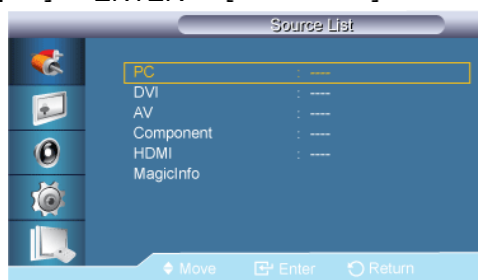 Source List
PC : ----
DVI : ----
AV : ----
Component : ----
HDMI : ----
MagicInfo
Move Enter Return